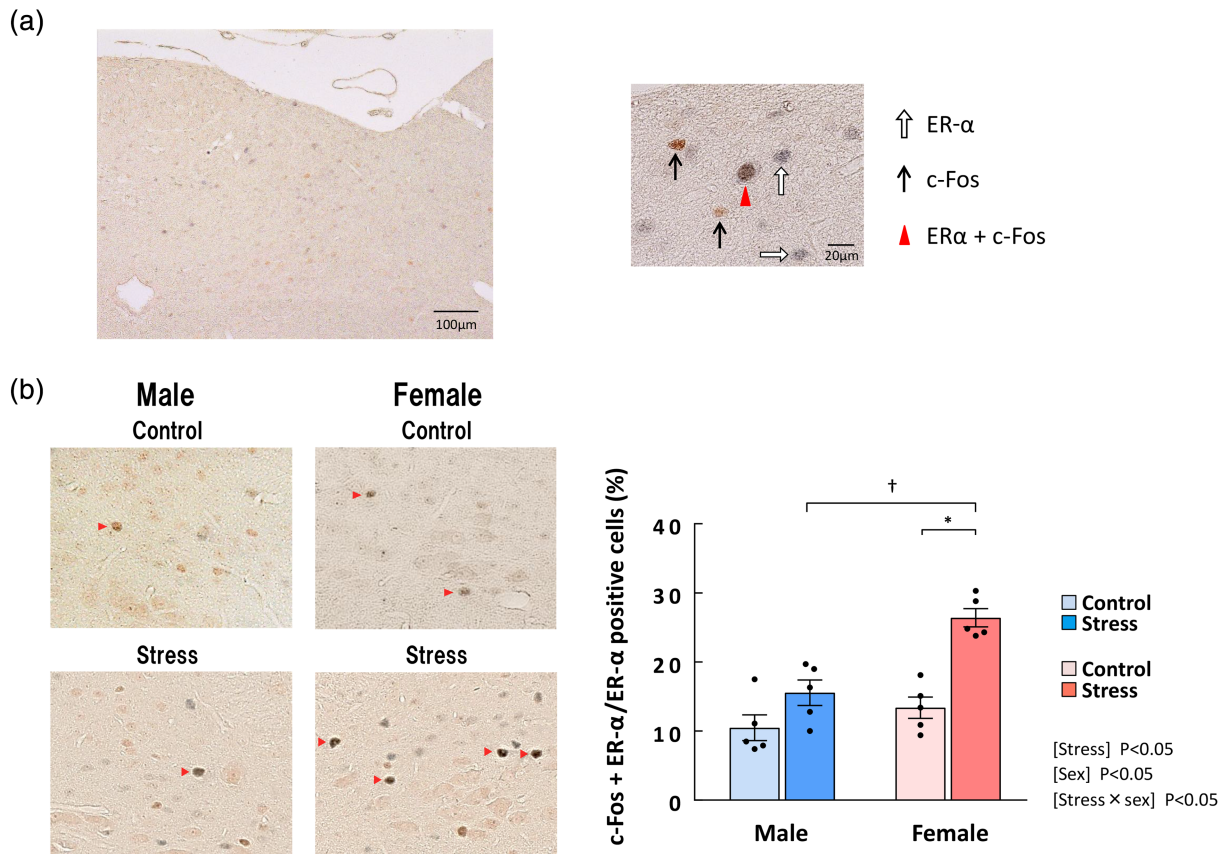 (a)
100μm
20μm
ER-α
c-Fos
ERα + c-Fos
(b)
Male
Female
Control
Control
Stress
Stress
c-Fos + ER-α/ER-α positive cells (%)
40
30
20
10
0
†
*
Male
Female
Control
Stress
Control
Stress
[Stress] P<0.05
[Sex] P<0.05
[Stress×sex] P<0.05